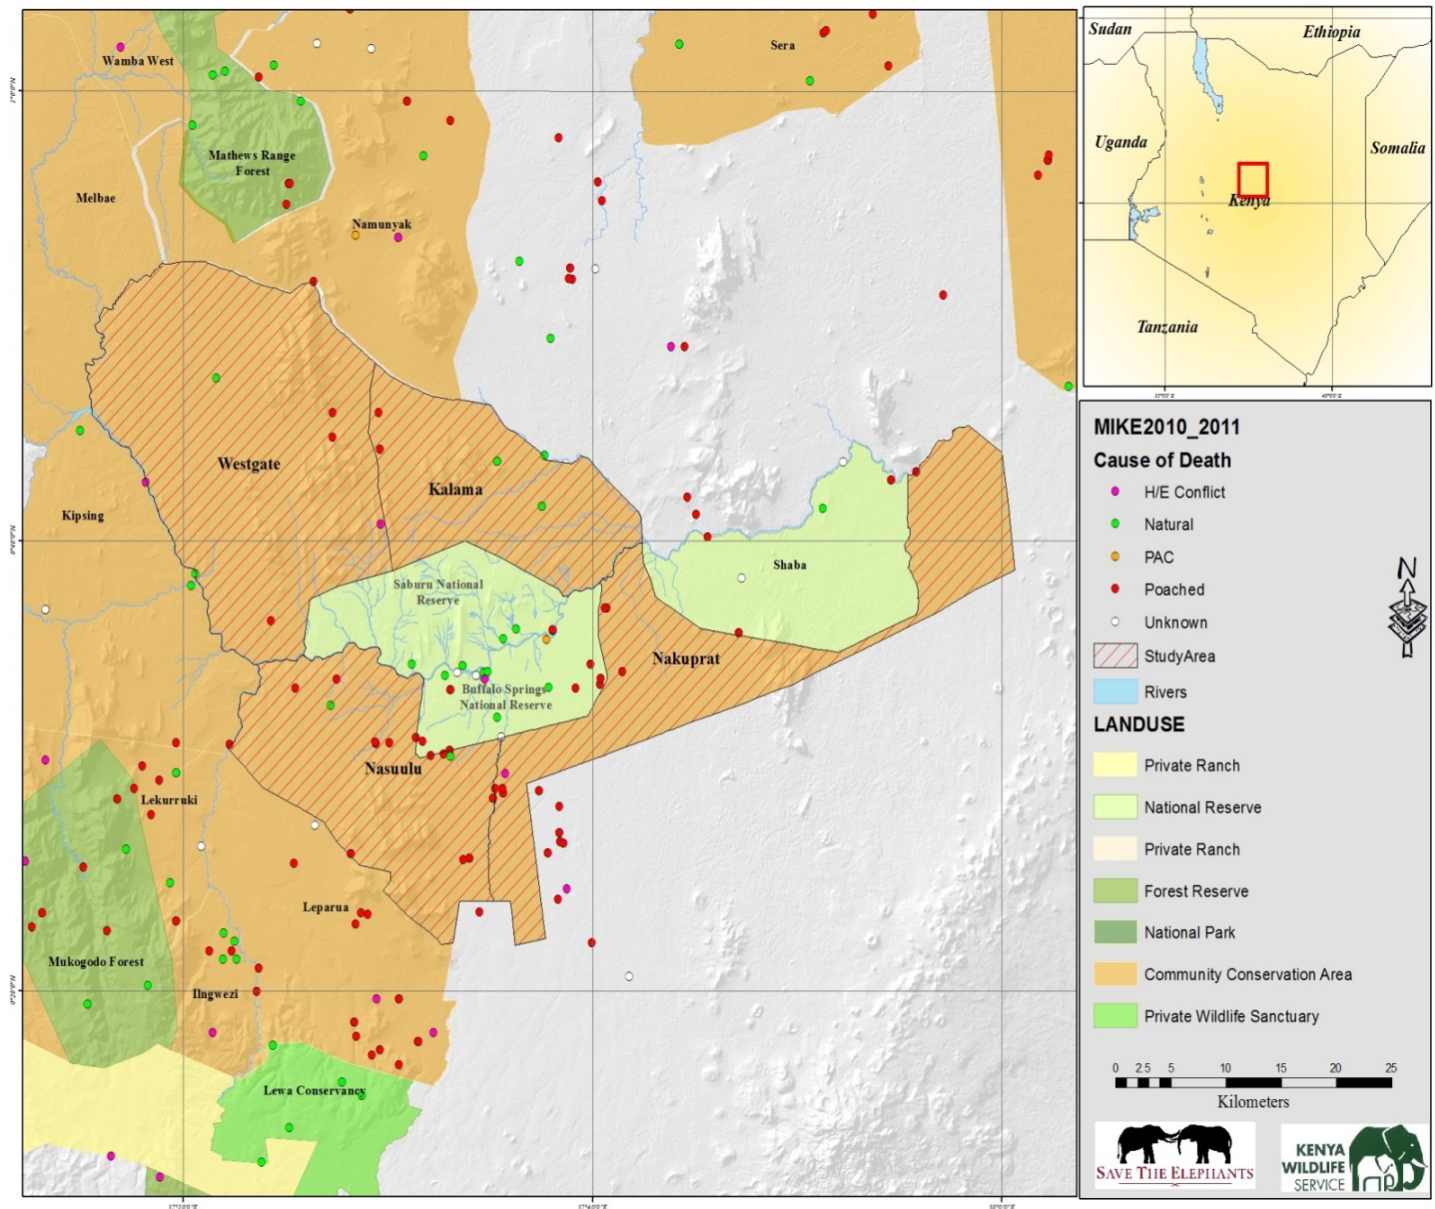 Wamba West
Sera
Mathews Range
Forest
Melbae
Namunyak
Westgate
Kalama
Kipsing
Saburu National
Reserve
Shaba
Nakuprat
Buffalo Springs
National Reserve
Nasuulu
Lekurruki
Leparua
Mukogodo Forest
Ilngwezi
Lewa Conservancy
Sudan
Ethiopia
Uganda
Somalia
Kenya
Tanzania
MIKE2010_2011
Cause of Death
H/E Conflict
Natural
PAC
Poached
Unknown
StudyArea
Rivers
LANDUSE
Private Ranch
National Reserve
Private Ranch
Forest Reserve
National Park
Community Conservation Area
Private Wildlife Sanctuary
N
0 2.5 5 10 15 20 25
Kilometers
SAVE THE ELEPHANTS
KENYA
WILDLIFE
SERVICE